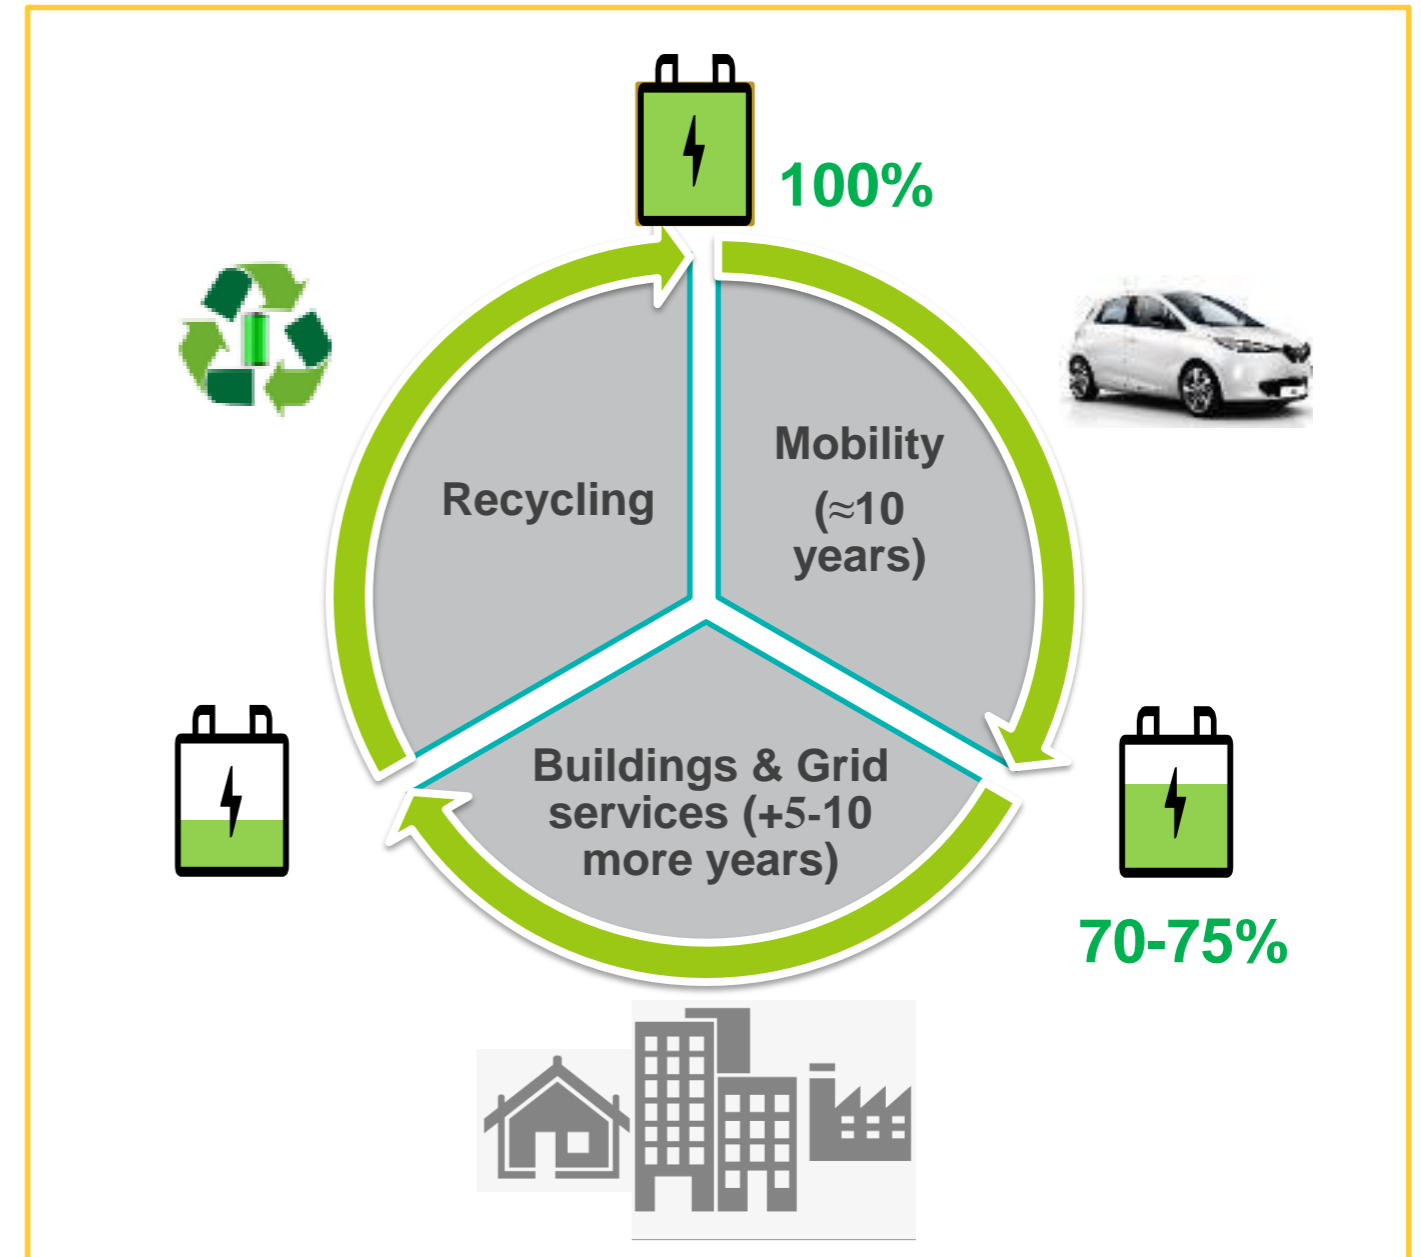 100%
Mobility
(≈10
years)
Recycling
Buildings & Grid
services (+5-10
more years)
70-75%